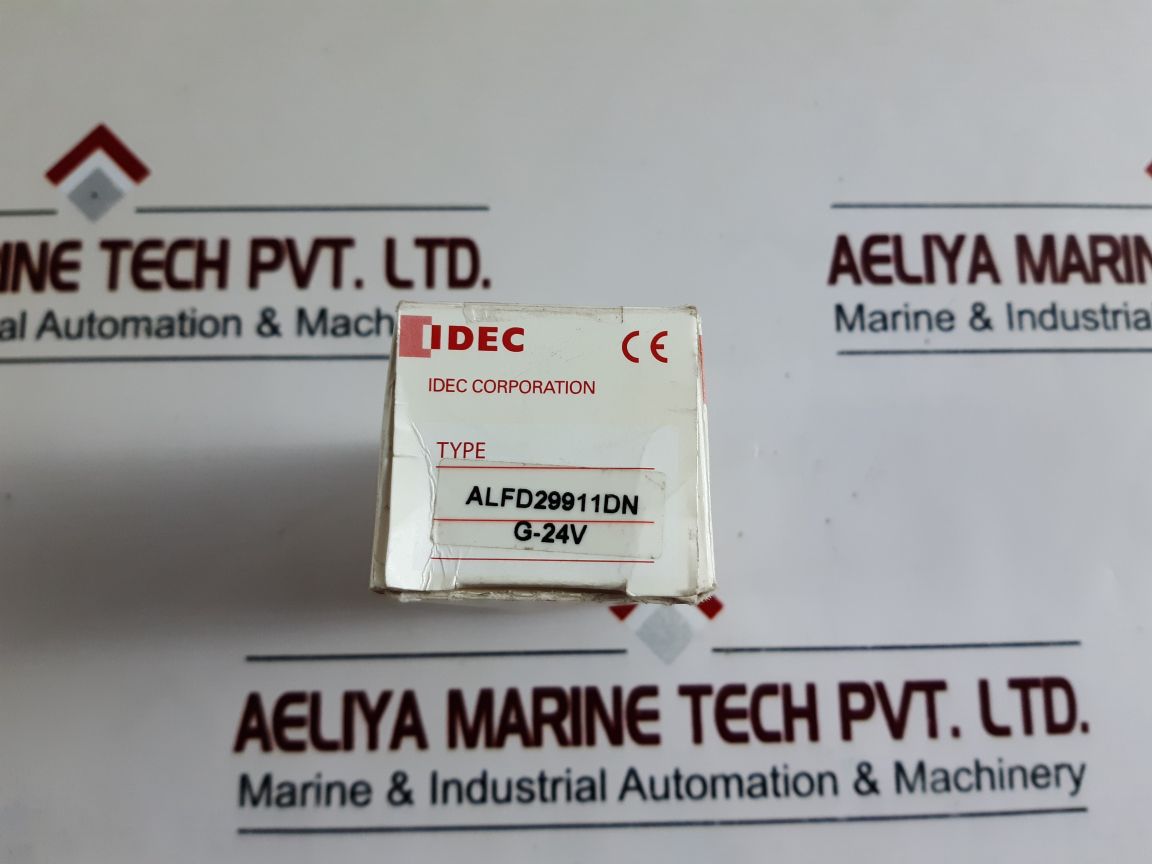 INE TECH PVT. LTD.
al Automation & Mach
AELIYA MARIN
Marine & Industrial
IDEC
CE
IDEC CORPORATION
TYPE
ALFD29911DN
G-24V
AELIYA MARINE TECH PVT. LTD.
Marine & Industrial Automation & Machinery